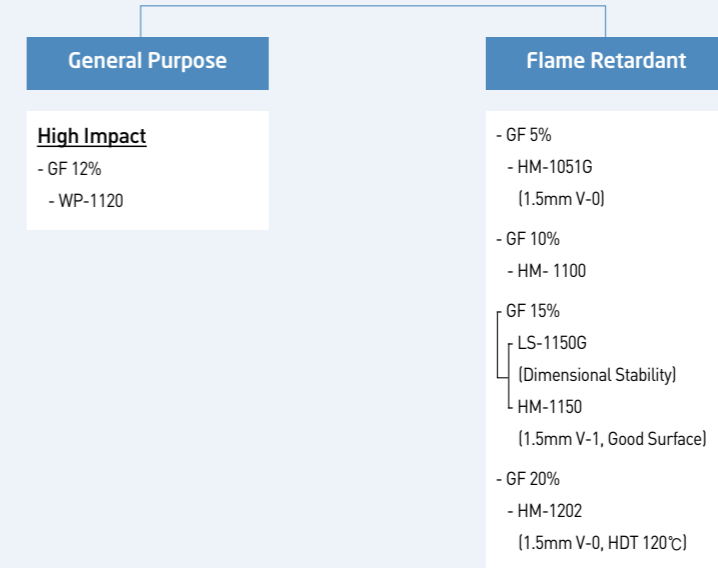 General Purpose
High Impact
- GF 12%
- WP-1120
Flame Retardant
- GF 5%
- HM-1051G
(1.5mm V-0)
- GF 10%
- HM- 1100
GF 15%
LS-1150G
(Dimensional Stability)
HM-1150
(1.5mm V-1, Good Surface)
- GF 20%
- HM-1202
(1.5mm V-0, HDT 120℃)